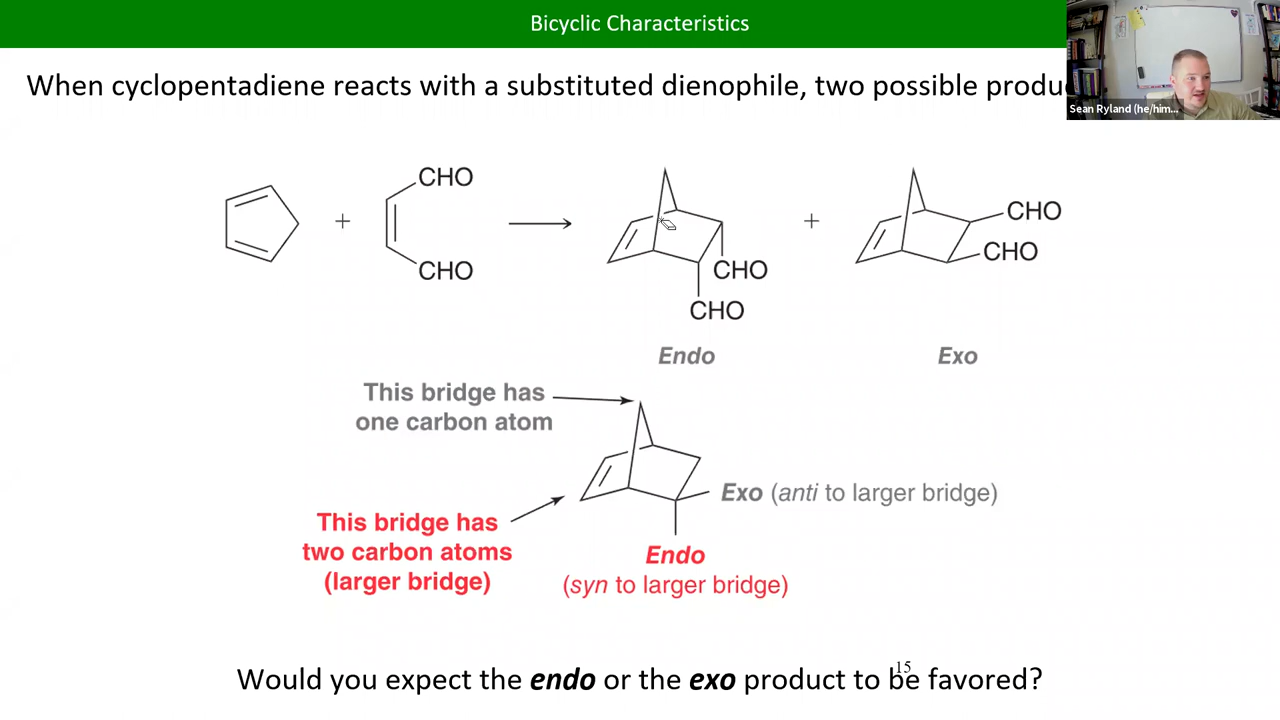 Bicyclic Characteristics
When cyclopentadiene reacts with a substituted dienophile, two possible
Sean Ryland (he/him...
CHO
+
CHO
CHO
CHO
+
CHO
CHO
Endo
Exo
This bridge has
one carbon atom
Exo (anti to larger bridge)
This bridge has
two carbon atoms
(larger bridge)
Endo
(syn to larger bridge)
15
Would you expect the endo or the exo product to be favored?